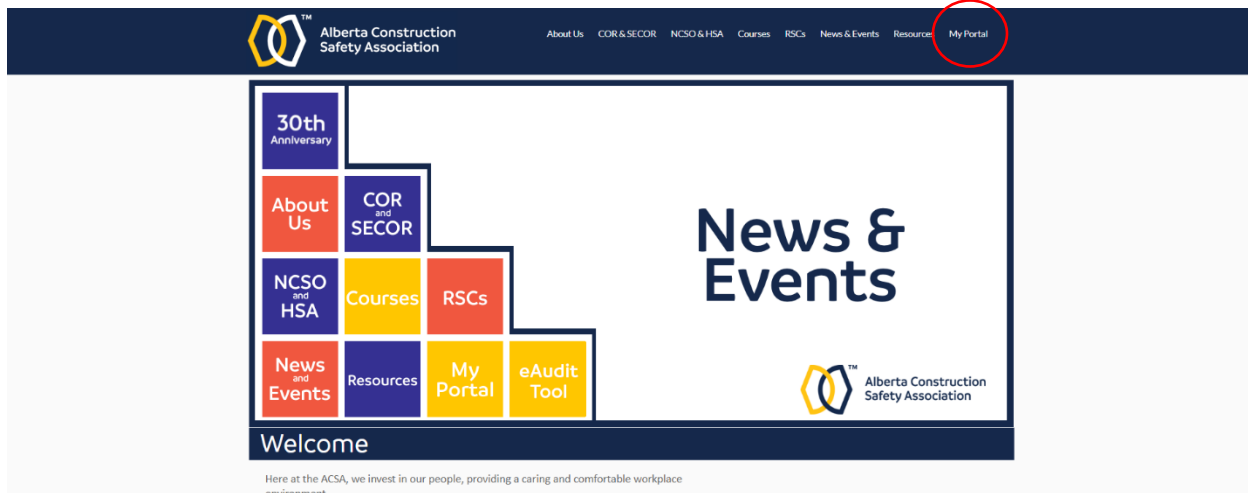 Alberta Construction
Safety Association
TM
About Us COR & SECOR NCSO & HSA Courses RSCs News & Events Resources My Portal
30th
Anniversary
About
Us
COR
and
SECOR
NCSO
and
HSA
Courses
RSCs
News
and
Events
Resources
My
Portal
eAudit
Tool
News &
Events
TM
Alberta Construction
Safety Association
Welcome
Here at the ACSA, we invest in our people, providing a caring and comfortable workplace
environment